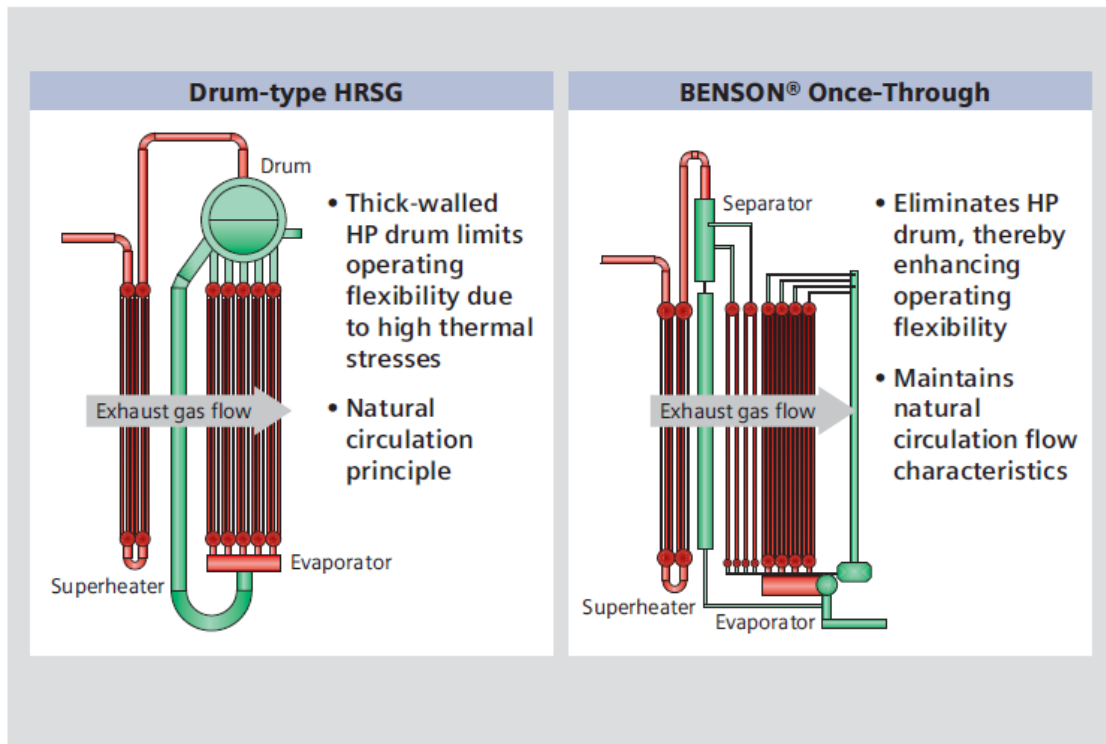 Drum-type HRSG
Drum
• Thick-walled
HP drum limits
operating
flexibility due
to high thermal
stresses
• Natural
circulation
principle
Exhaust gas flow
Superheater
Evaporator
BENSON® Once-Through
Separator
• Eliminates HP
drum, thereby
enhancing
operating
flexibility
• Maintains
natural
circulation flow
characteristics
Exhaust gas flow
Superheater
Evaporator